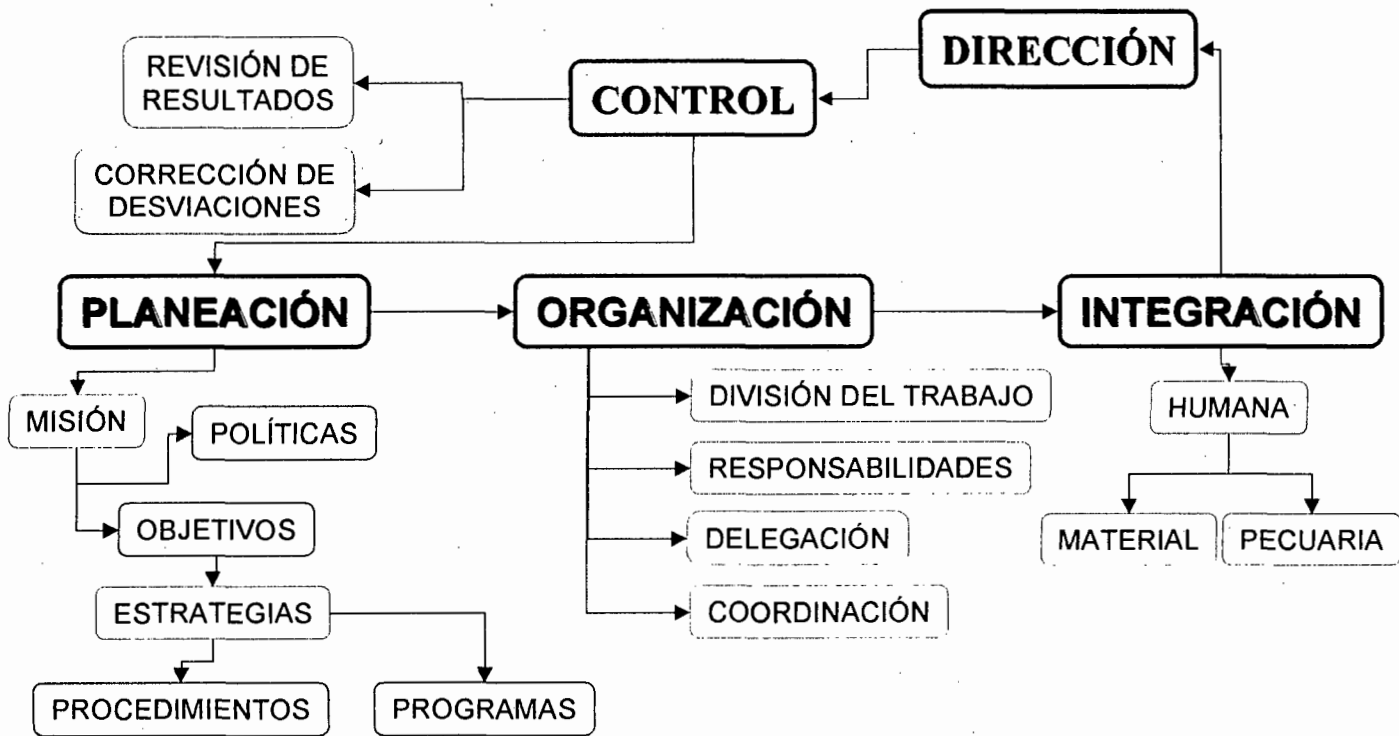 DIRECCIÓN
REVISIÓN DE
RESULTADOS
CONTROL
CORRECCIÓN DE
DESVIACIONES
PLANEACIÓN
ORGANIZACIÓN
INTEGRACIÓN
MISIÓN
POLÍTICAS
OBJETIVOS
ESTRATEGIAS
PROCEDIMIENTOS
PROGRAMAS
DIVISIÓN DEL TRABAJO
RESPONSABILIDADES
DELEGACIÓN
COORDINACIÓN
HUMANA
MATERIAL
PECUARIA